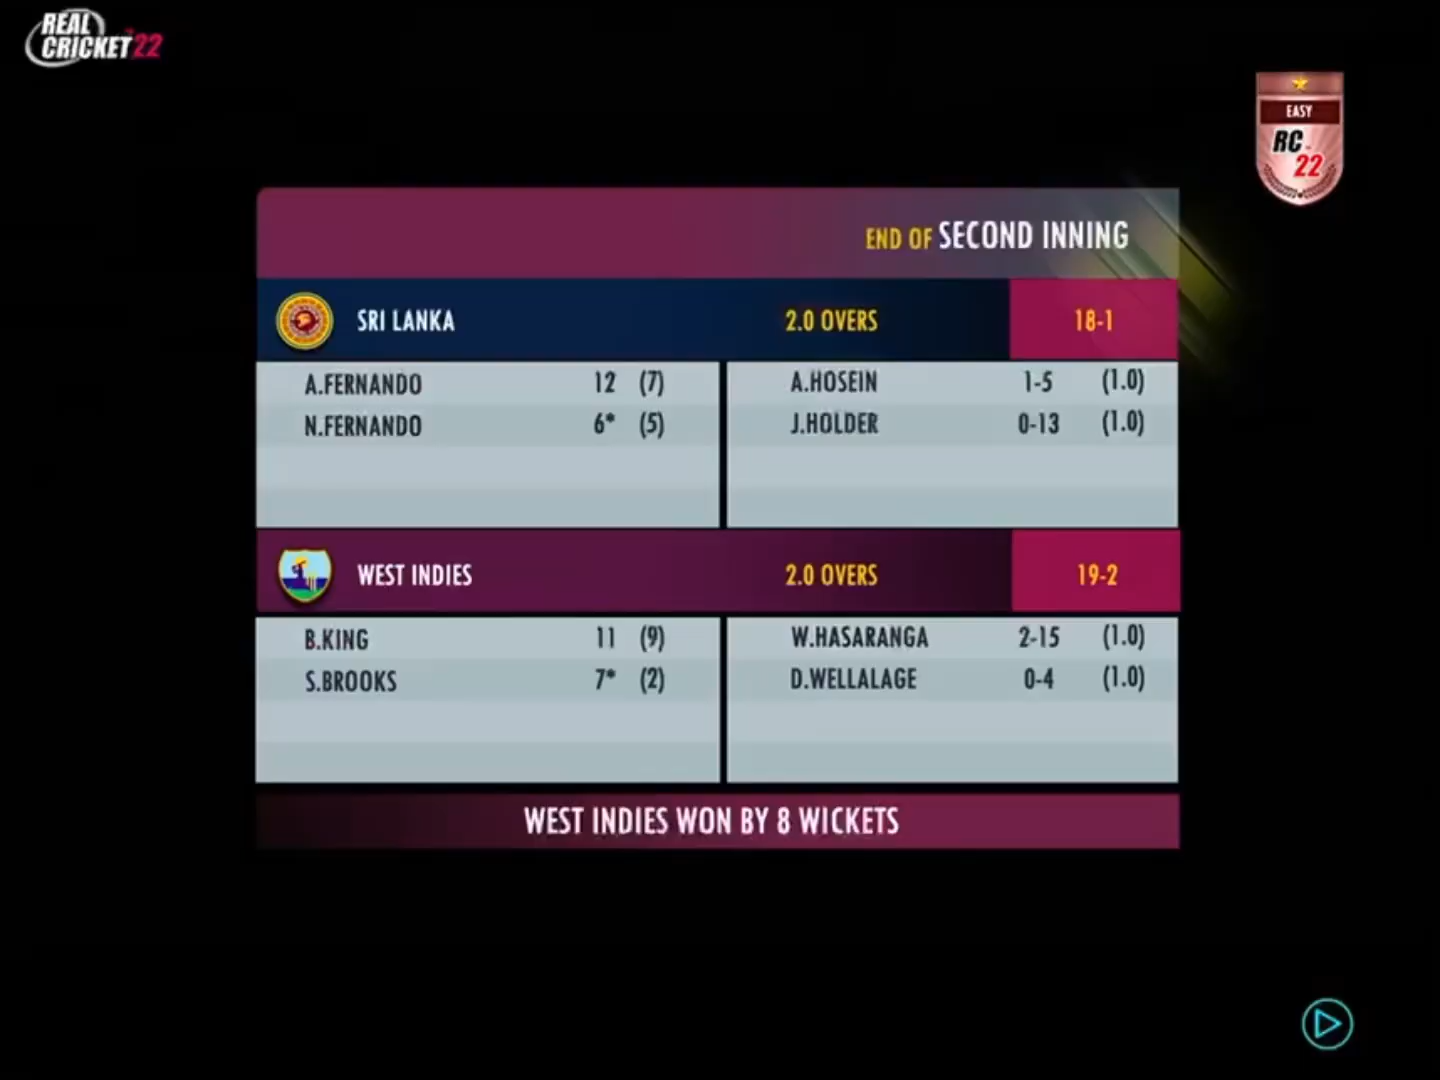 REAL
CRICKET 22
EASY
RC
22
END OF SECOND INNING
SRI LANKA 2.0 OVERS 18-1
A.FERNANDO 12 (7) A.HOSEIN 1-5 (1.0)
N.FERNANDO 6* (5) J.HOLDER 0-13 (1.0)
WEST INDIES 2.0 OVERS 19-2
B.KING 11 (9) W.HASARANGA 2-15 (1.0)
S.BROOKS 7* (2) D.WELLALAGE 0-4 (1.0)
WEST INDIES WON BY 8 WICKETS